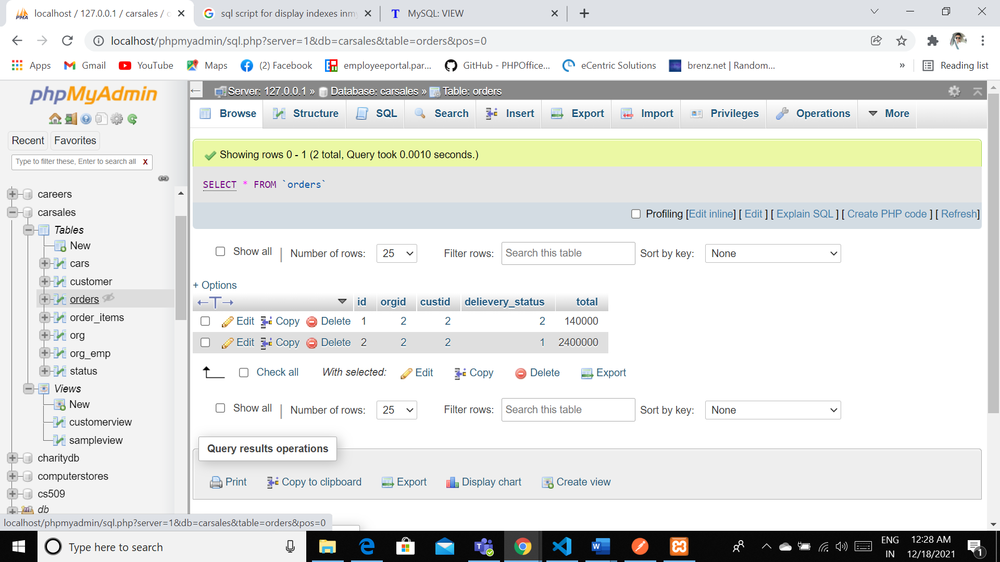 localhost / 127.0.0.1 / carsales / o
sql script for display indexes inmy
MySQL: VIEW
localhost/phpmyadmin/sql.php?server=1&db=carsales&table=orders&pos=0
Apps
Gmail
YouTube
Maps
(2) Facebook
employeeportal.par...
GitHub - PHPOffice...
eCentric Solutions
brenz.net | Random...
»
Reading list
phpMyAdmin
Recent
Favorites
Type to filter these, Enter to search all
X
careers
carsales
Tables
New
cars
customer
orders
order_items
org
org_emp
status
Views
New
customerview
sampleview
charitydb
computerstores
cs509
db
localhost/phpmyadmin/sql.php?server=1&db=carsales&table=orders&pos=0
Server: 127.0.0.1 » Database: carsales » Table: orders
Browse
Structure
SQL
Search
Insert
Export
Import
Privileges
Operations
More
Showing rows 0 - 1 (2 total, Query took 0.0010 seconds.)
SELECT * FROM `orders`
Profiling [Edit inline] [ Edit ] [ Explain SQL ] [ Create PHP code ] [ Refresh]
Show all | Number of rows: 25 Filter rows: Search this table Sort by key: None
+ Options
id orgid custid delievery_status total
Edit Copy Delete 1 2 2 2 140000
Edit Copy Delete 2 2 2 1 2400000
Check all With selected: Edit Copy Delete Export
Show all | Number of rows: 25 Filter rows: Search this table Sort by key: None
Query results operations
Print Copy to clipboard Export Display chart Create view
Type here to search
ENG
IN
12:28 AM
12/18/2021
1